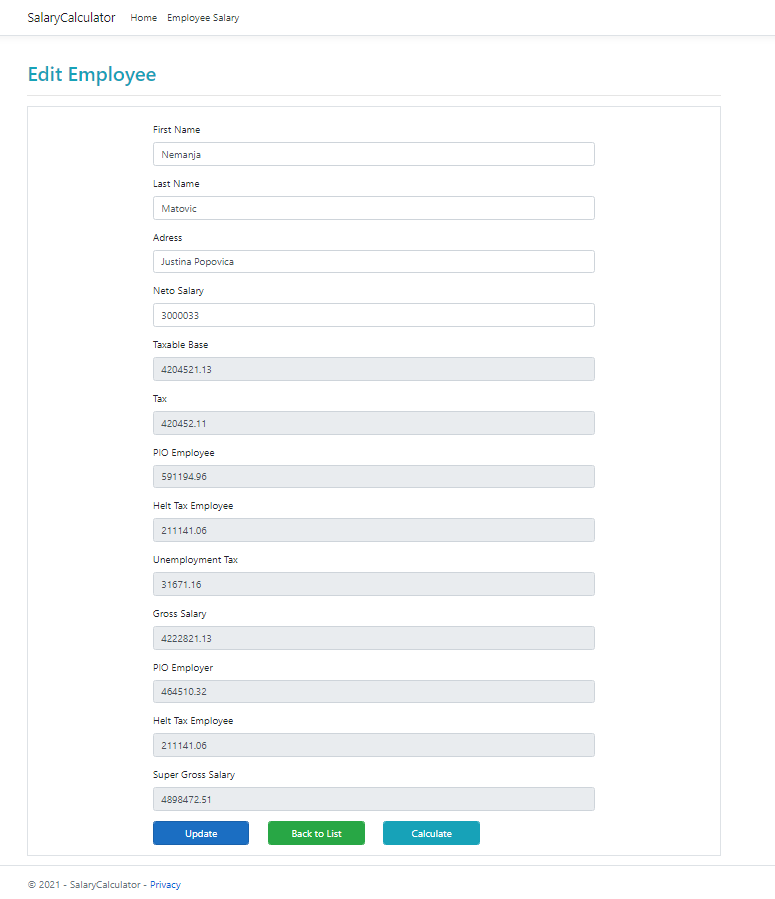 SalaryCalculator Home Employee Salary
Edit Employee
First Name
Nemanja
Last Name
Matovic
Adress
Justina Popovica
Neto Salary
3000033
Taxable Base
4204521.13
Tax
420452.11
PIO Employee
591194.96
Helt Tax Employee
211141.06
Unemployment Tax
31671.16
Gross Salary
4222821.13
PIO Employer
464510.32
Helt Tax Employee
211141.06
Super Gross Salary
4898472.51
Update Back to List Calculate
© 2021 - SalaryCalculator - Privacy